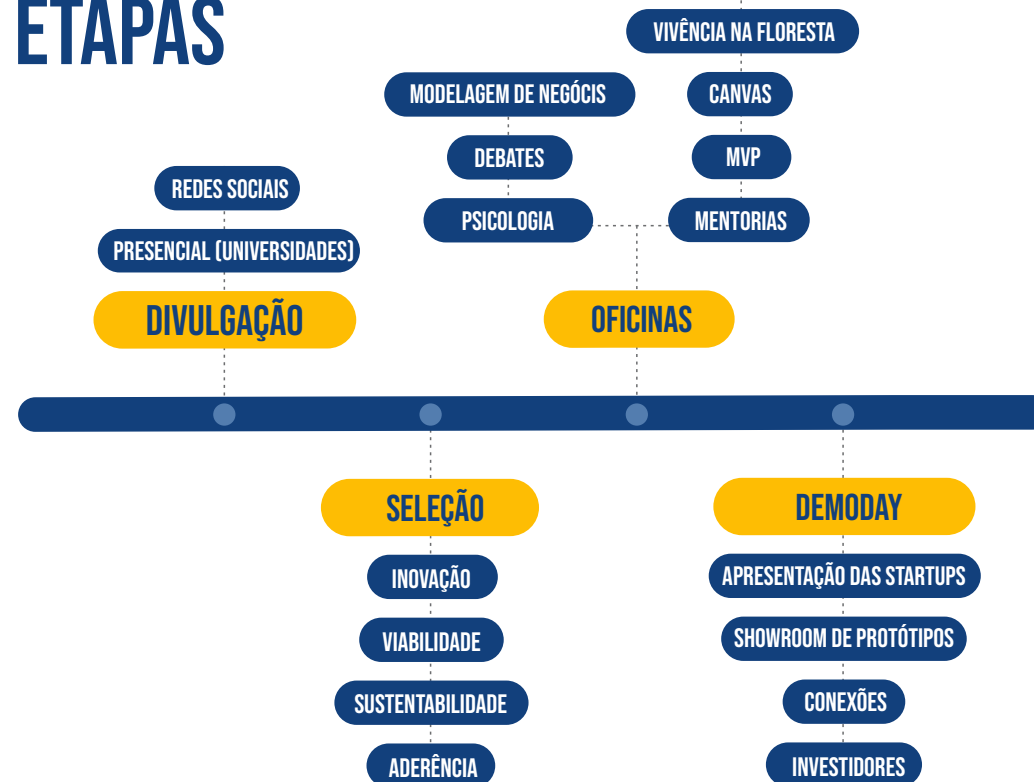 ETAPAS
REDES SOCIAIS
PRESENCIAL (UNIVERSIDADES)
DIVULGAÇÃO
MODELAGEM DE NEGÓCIS
DEBATES
PSICOLOGIA
VIVÊNCIA NA FLORESTA
CANVAS
MVP
MENTORIAS
OFICINAS
SELEÇÃO
INOVAÇÃO
VIABILIDADE
SUSTENTABILIDADE
ADERÊNCIA
DEMODAY
APRESENTAÇÃO DAS STARTUPS
SHOWROOM DE PROTÓTIPOS
CONEXÕES
INVESTIDORES